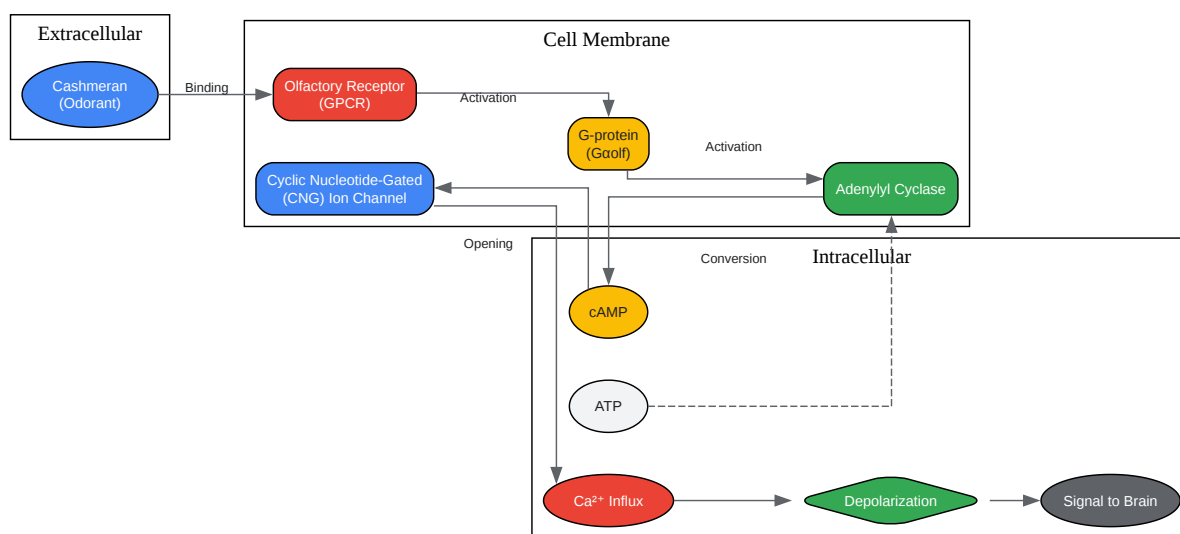 Extracellular
Cell Membrane
Cashmeran
(Odorant)
Binding
Olfactory Receptor
(GPCR)
Activation
G-protein
(Gαolf)
Activation
Cyclic Nucleotide-Gated
(CNG) Ion Channel
Adenylyl Cyclase
Opening
Conversion
Intracellular
cAMP
ATP
Ca²⁺ Influx
Depolarization
Signal to Brain